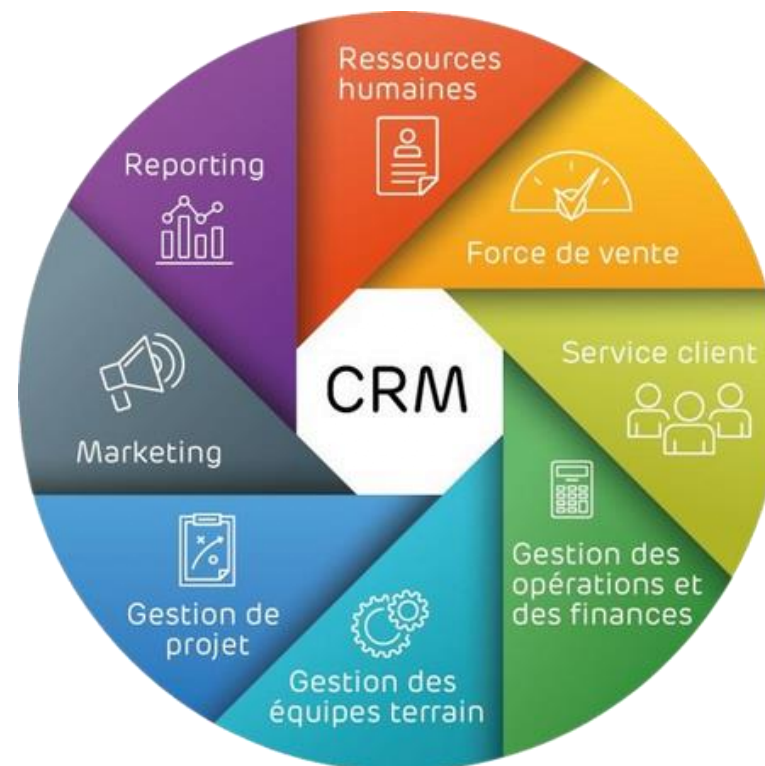 Ressources
humaines
Force de vente
Service client
Gestion des
opérations et
des finances
Gestion des
équipes terrain
Gestion de
projet
Marketing
Reporting
CRM